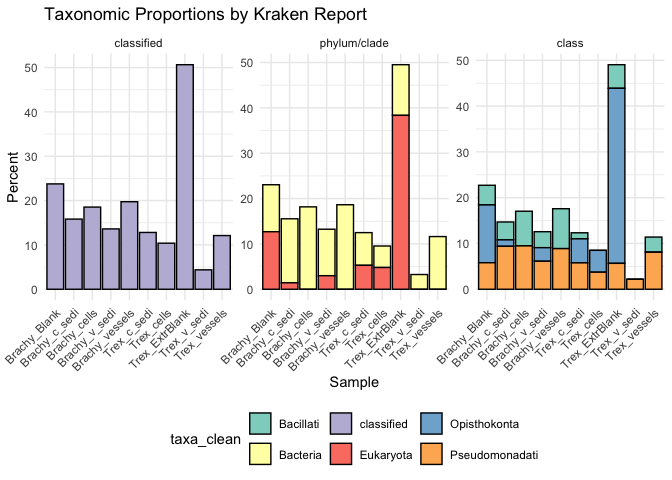 Taxonomic Proportions by Kraken Report
classified
phylum/clade
class
Percent
50
40
30
20
10
0
60
50
40
30
20
10
0
50
40
30
20
10
0
Brachy_Blank
Brachy_c_sedi
Brachy_cells
Brachy_v_sedi
Brachy_vessels
Trex_c_sedi
Trex_cells
Trex_ExtrBlank
Trex_v_sedi
Trex_vessels
Brachy_Blank
Brachy_c_sedi
Brachy_cells
Brachy_v_sedi
Brachy_vessels
Trex_c_sedi
Trex_cells
Trex_ExtrBlank
Trex_v_sedi
Trex_vessels
Brachy_Blank
Brachy_c_sedi
Brachy_cells
Brachy_v_sedi
Brachy_vessels
Trex_c_sedi
Trex_cells
Trex_ExtrBlank
Trex_v_sedi
Trex_vessels
Sample
taxa_clean
Bacillati
classified
Opisthokonta
Bacteria
Eukaryota
Pseudomonadati